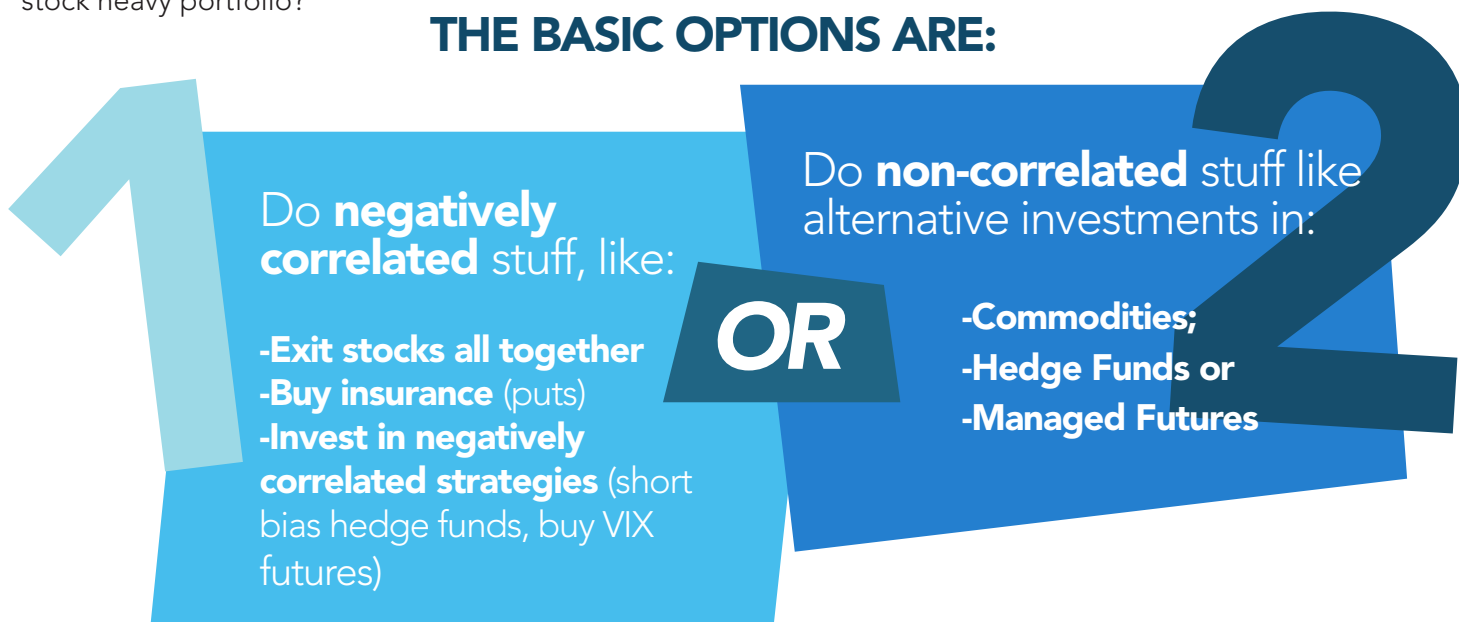 stock heavy portfolio?
THE BASIC OPTIONS ARE:
1
Do negatively
correlated stuff, like:
-Exit stocks all together
-Buy insurance (puts)
-Invest in negatively
correlated strategies (short
bias hedge funds, buy VIX
futures)
OR
2
Do non-correlated stuff like
alternative investments in:
-Commodities;
-Hedge Funds or
-Managed Futures